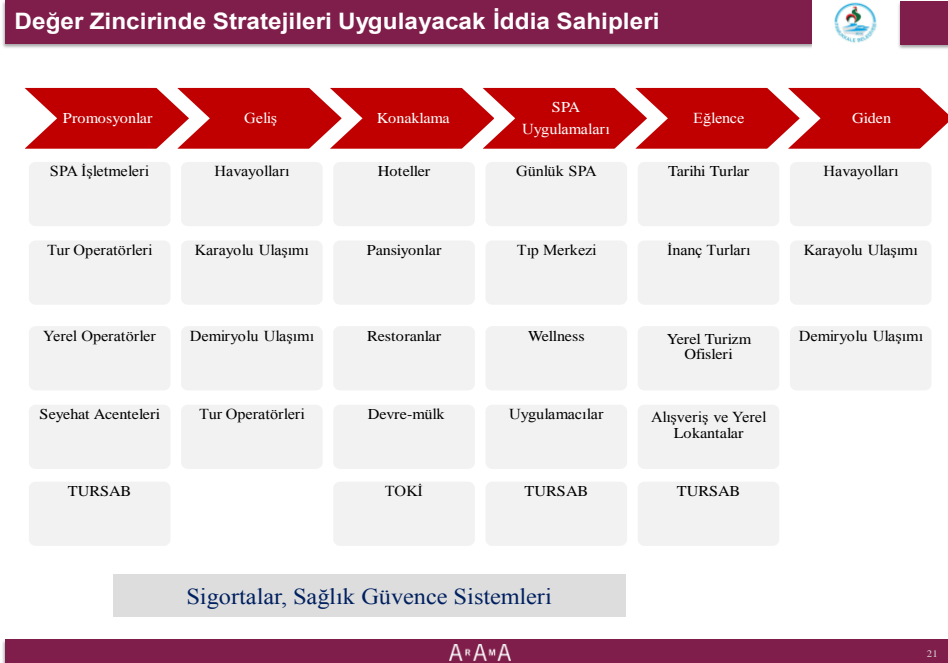 Değer Zincirinde Stratejileri Uygulayacak İddia Sahipleri
Promosyonlar
Geliş
Konaklama
SPA
Uygulamaları
Eğlence
Giden
SPA İşletmeleri
Havayolları
Hoteller
Günlük SPA
Tarihi Turlar
Havayolları
Tur Operatörleri
Karayolu Ulaşımı
Pansiyonlar
Tıp Merkezi
İnanç Turları
Karayolu Ulaşımı
Yerel Operatörler
Demiryolu Ulaşımı
Restoranlar
Wellness
Yerel Turizm
Ofisleri
Demiryolu Ulaşımı
Seyehat Acenteleri
Tur Operatörleri
Devre-mülk
Uygulamacılar
Alışveriş ve Yerel
Lokantalar
TURSAB
TOKİ
TURSAB
TURSAB
Sigortalar, Sağlık Güvence Sistemleri
ARAMA
21